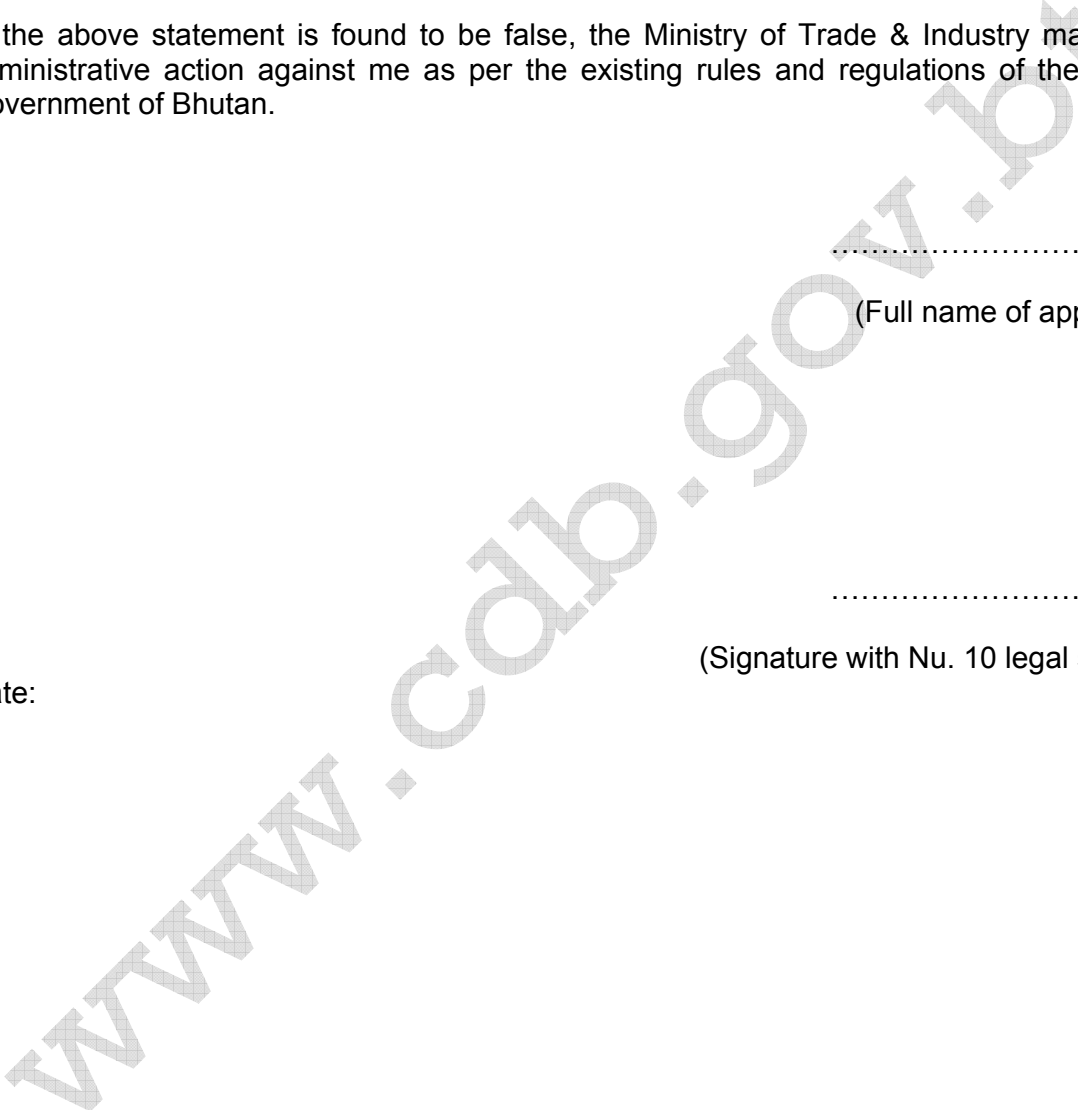 the above statement is found to be false, the Ministry of Trade & Industry ma
ministrative action against me as per the existing rules and regulations of the
overnment of Bhutan.
……………………
(Full name of app
……………………
(Signature with Nu. 10 legal
te:
www.cdb.gov.bt